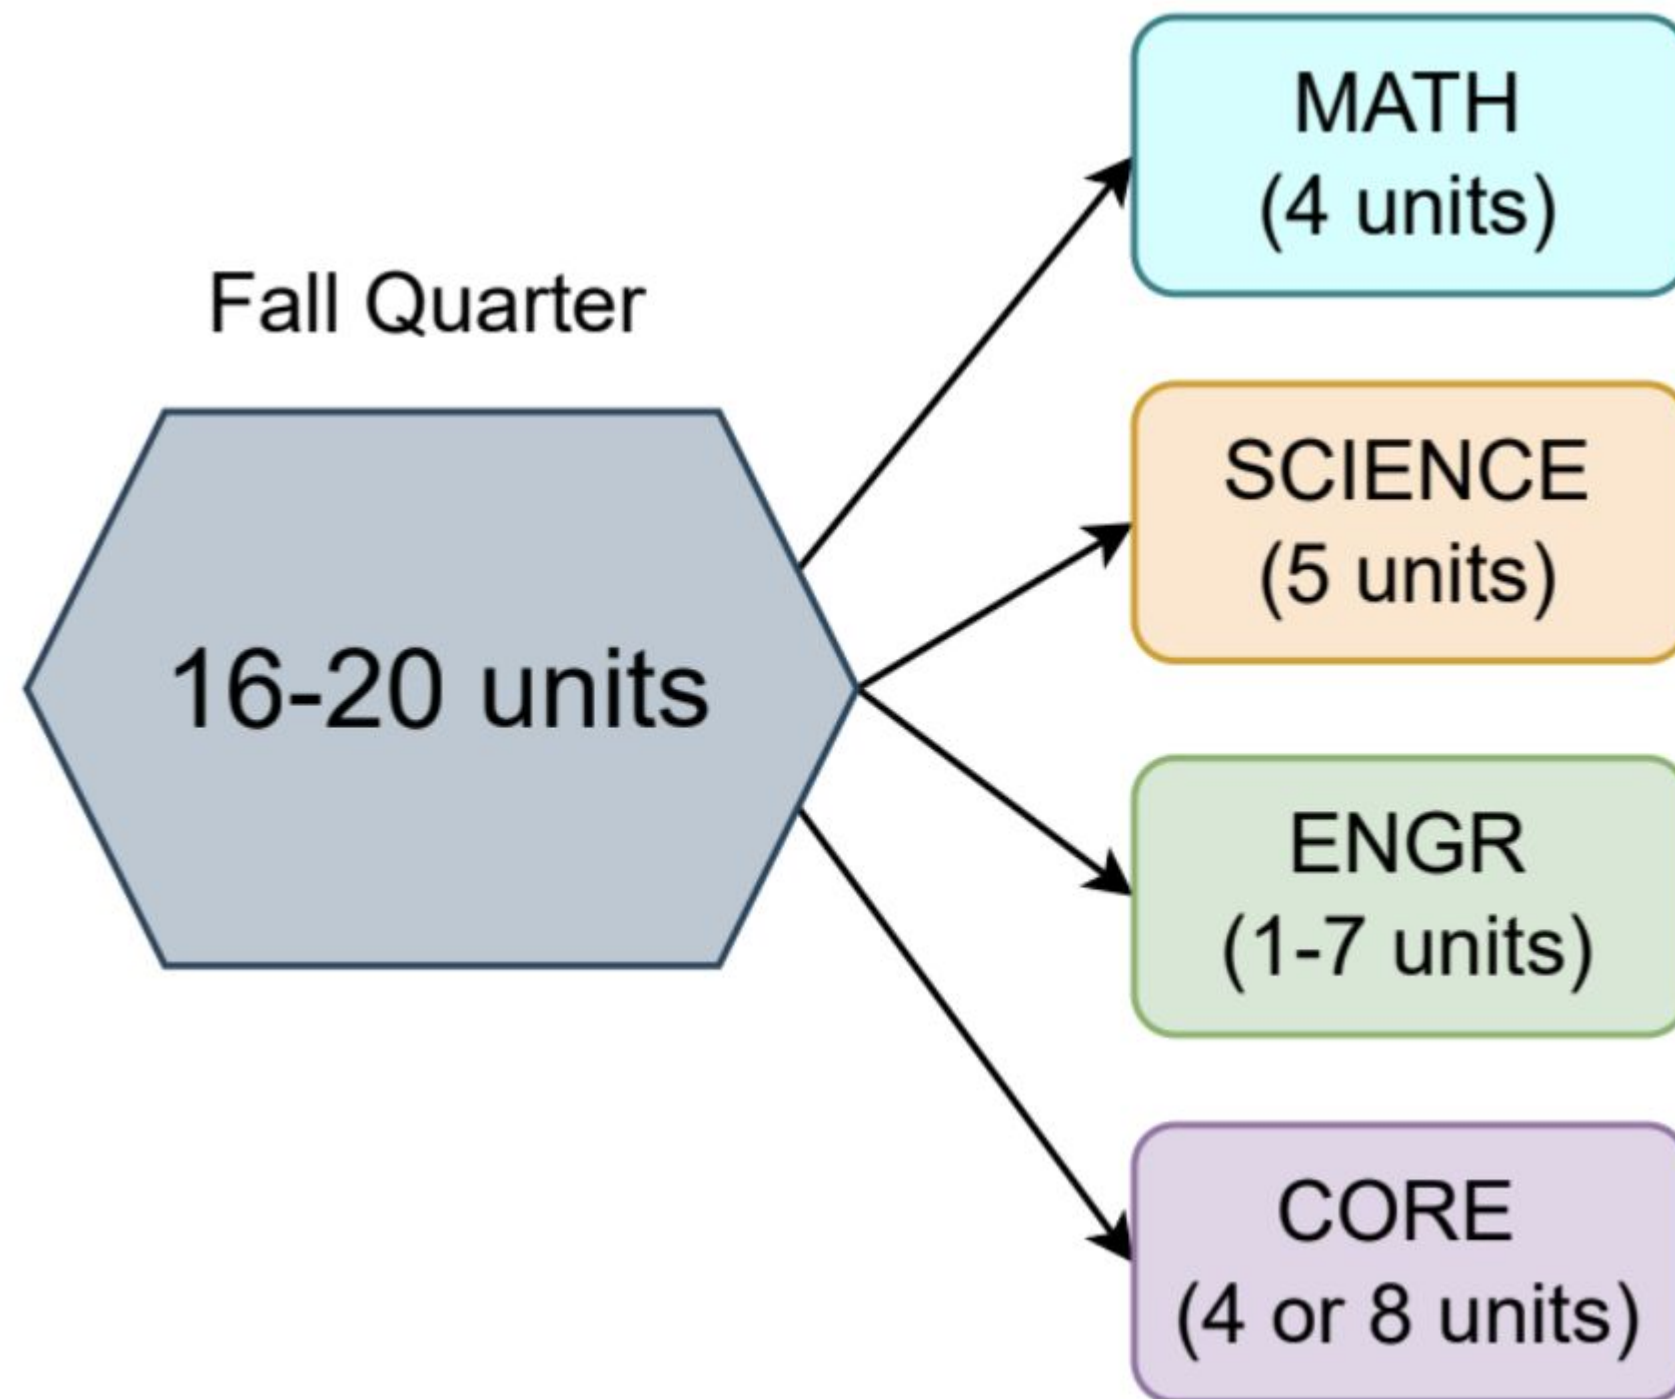 Fall Quarter
16-20 units
MATH
(4 units)
SCIENCE
(5 units)
ENGR
(1-7 units)
CORE
(4 or 8 units)